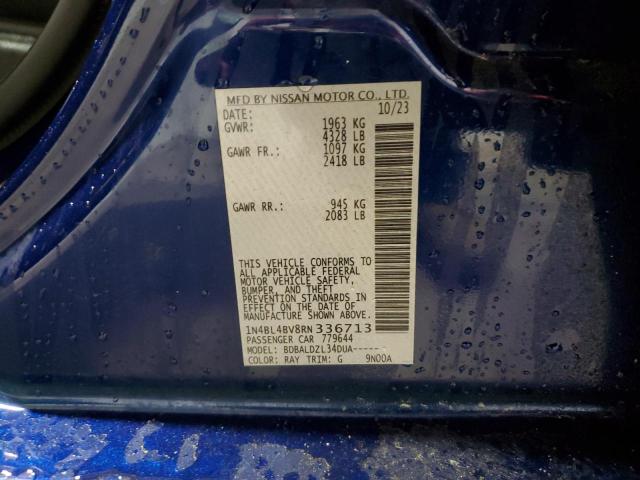 MFD BY NISSAN MOTOR CO., LTD.
DATE: 10/23
GVWR: 1963 KG
4328 LB
GAWR FR.: 1097 KG
2418 LB
GAWR RR.: 945 KG
2083 LB
THIS VEHICLE CONFORMS TO
ALL APPLICABLE FEDERAL
MOTOR VEHICLE SAFETY,
BUMPER, AND THEFT
PREVENTION STANDARDS IN
EFFECT ON THE DATE OF
MANUFACTURE SHOWN ABOVE.
1N4BL4BV8RN336713
PASSENGER CAR 779644
MODEL: BDBALDZL34DUA------
COLOR: RAY TRIM: G 9N00A